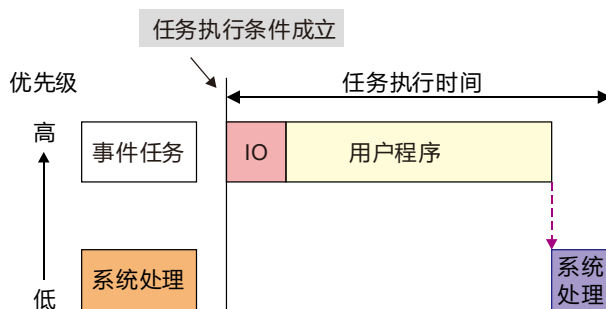 任务执行条件成立
优先级
任务执行时间
高
事件任务
IO
用户程序
系统处理
系统
处理
低